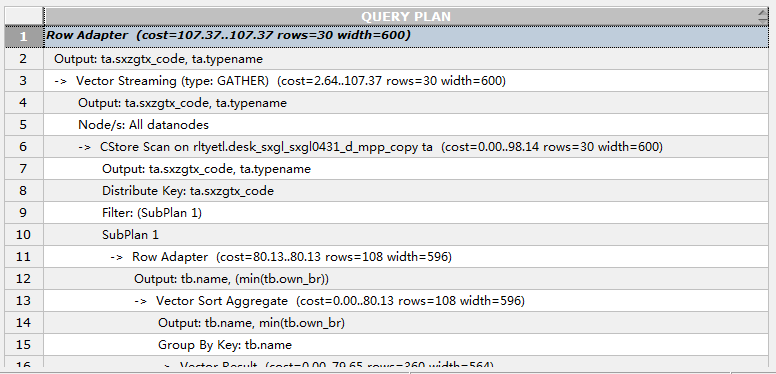 QUERY PLAN
1 Row Adapter (cost=107.37..107.37 rows=30 width=600)
2 Output: ta.sxzgtx_code, ta.typename
3 -> Vector Streaming (type: GATHER) (cost=2.64..107.37 rows=30 width=600)
4 Output: ta.sxzgtx_code, ta.typename
5 Node/s: All datanodes
6 -> CStore Scan on rltyetl.desk_sxgl_sxgl0431_d_mpp_copy ta (cost=0.00..98.14 rows=30 width=600)
7 Output: ta.sxzgtx_code, ta.typename
8 Distribute Key: ta.sxzgtx_code
9 Filter: (SubPlan 1)
10 SubPlan 1
11 -> Row Adapter (cost=80.13..80.13 rows=108 width=596)
12 Output: tb.name, (min(tb.own_br))
13 -> Vector Sort Aggregate (cost=0.00..80.13 rows=108 width=596)
14 Output: tb.name, min(tb.own_br)
15 Group By Key: tb.name
16 -> Vector Result (cost=0.00..79.65 rows=360 width=564)